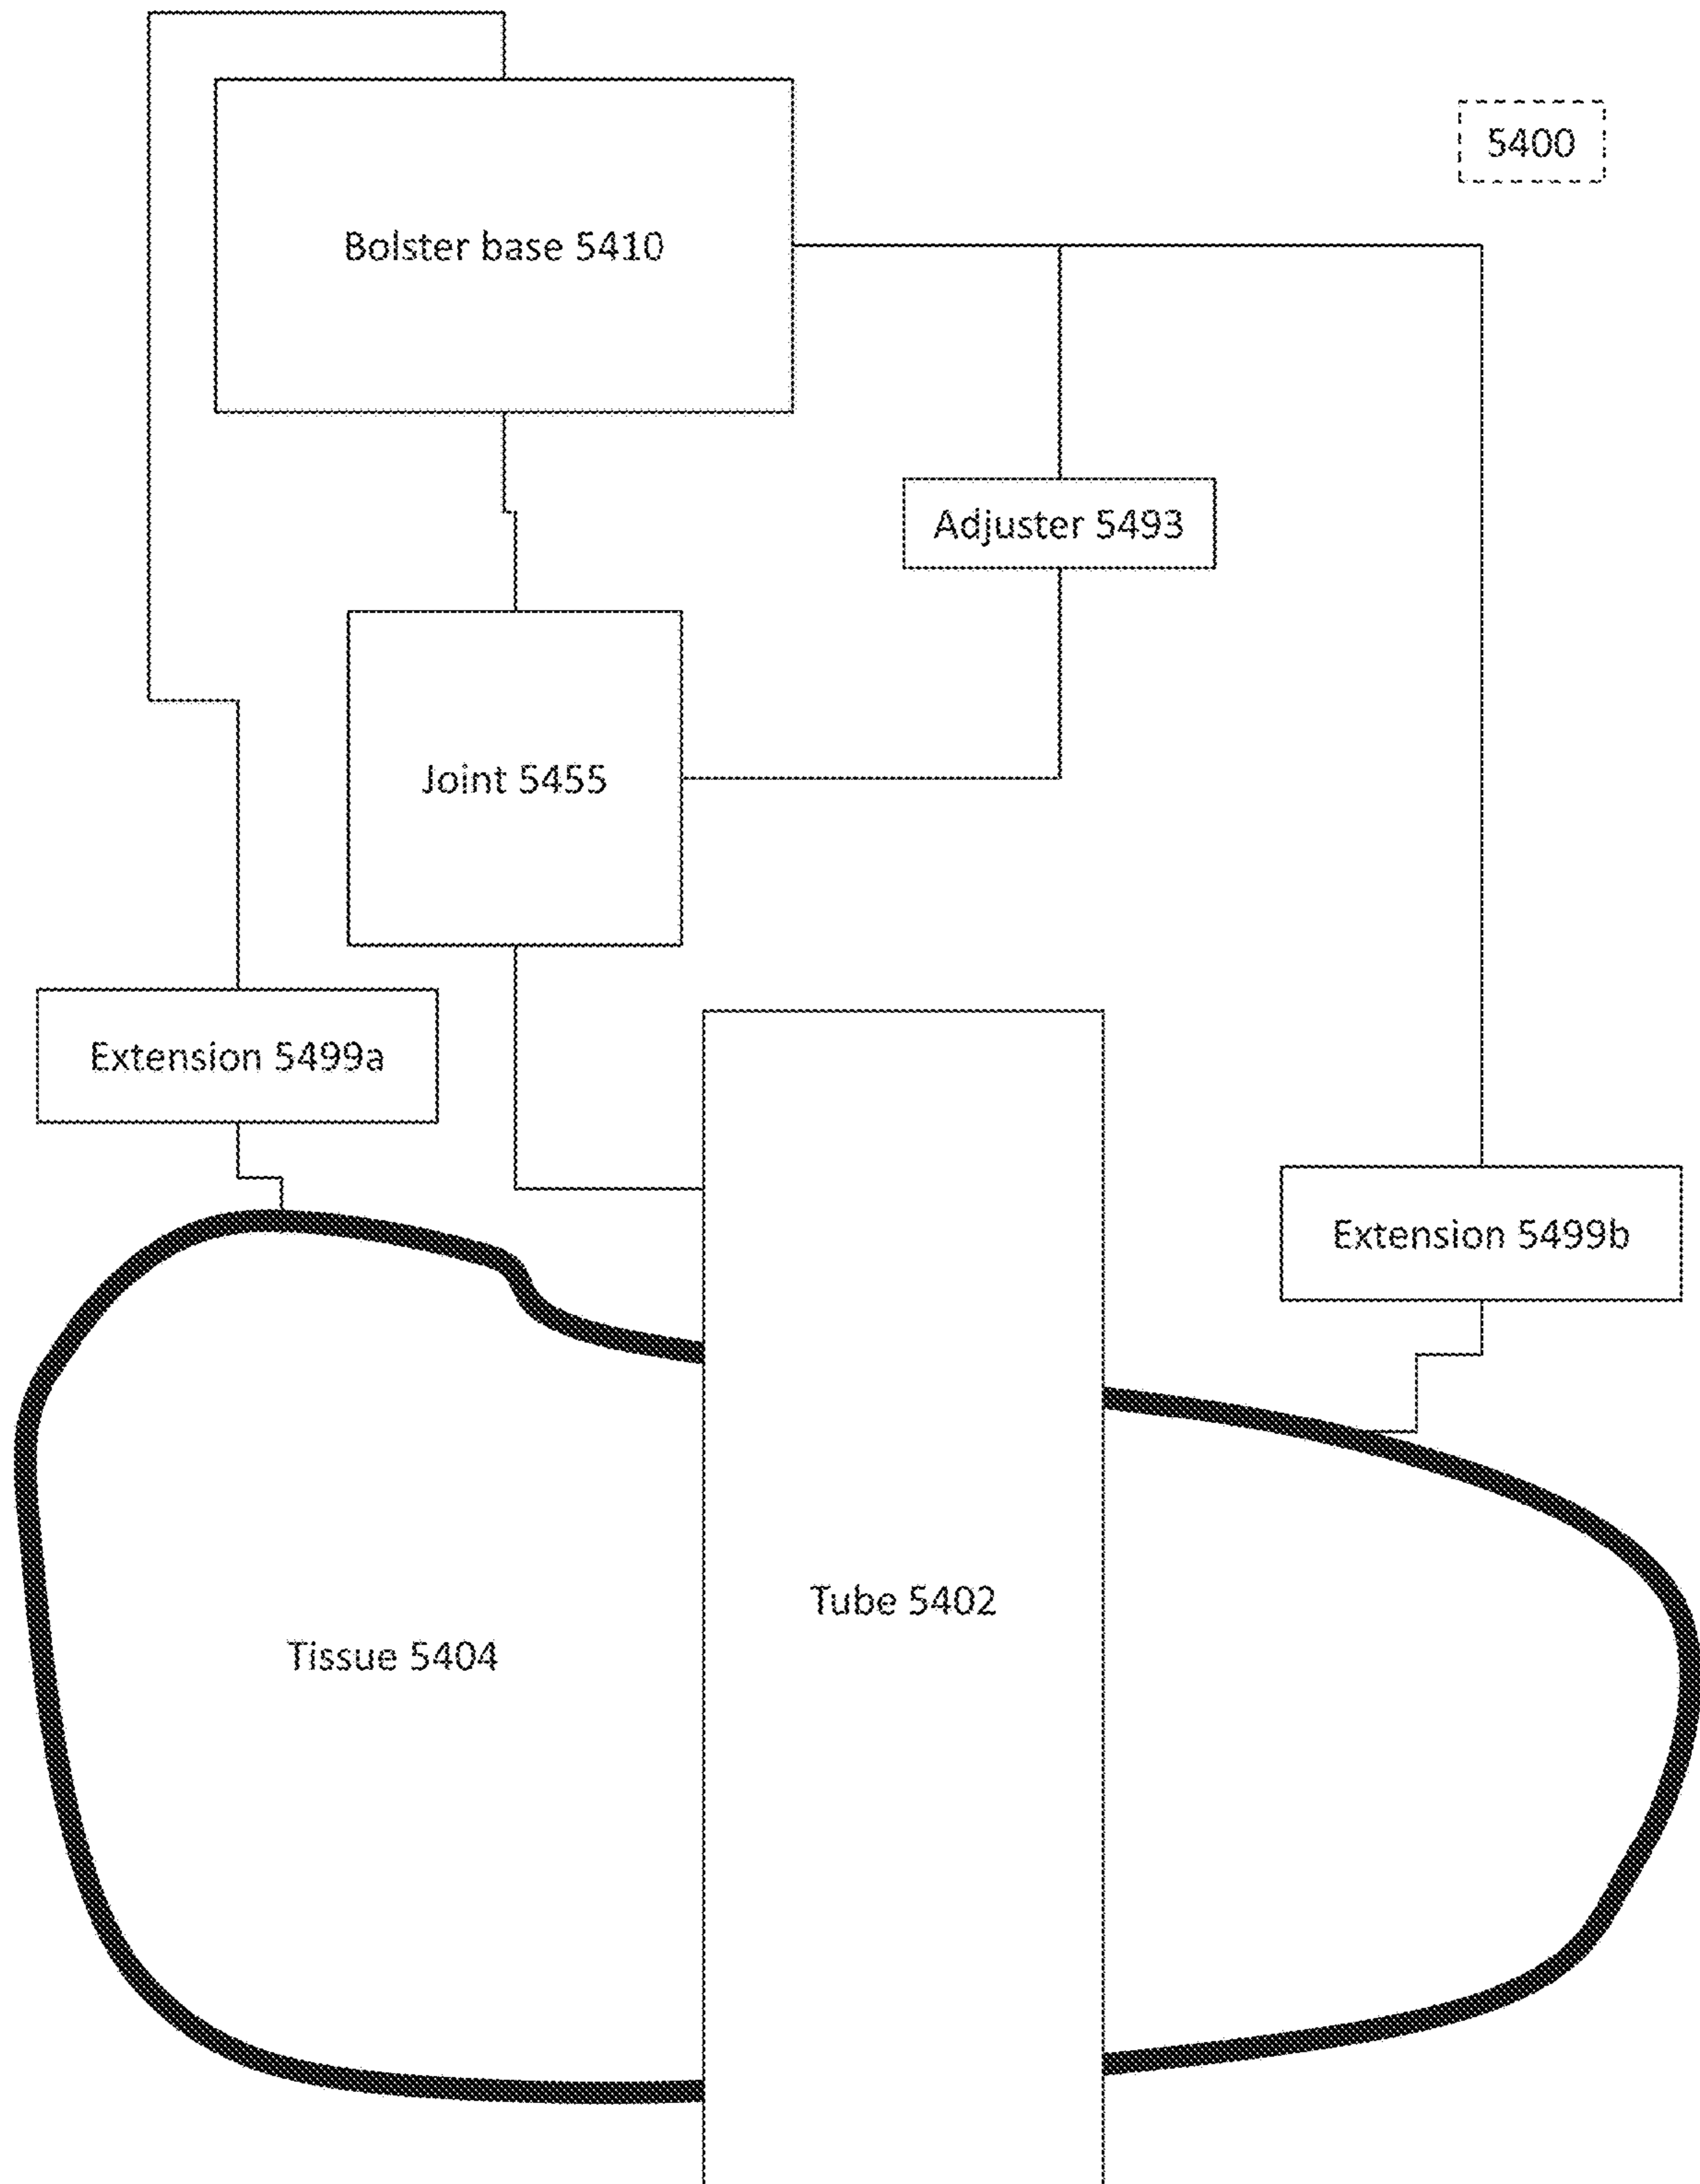 5400
Bolster base 5410
Adjuster 5493
Joint 5455
Extension 5499a
Extension 5499b
Tube 5402
Tissue 5404